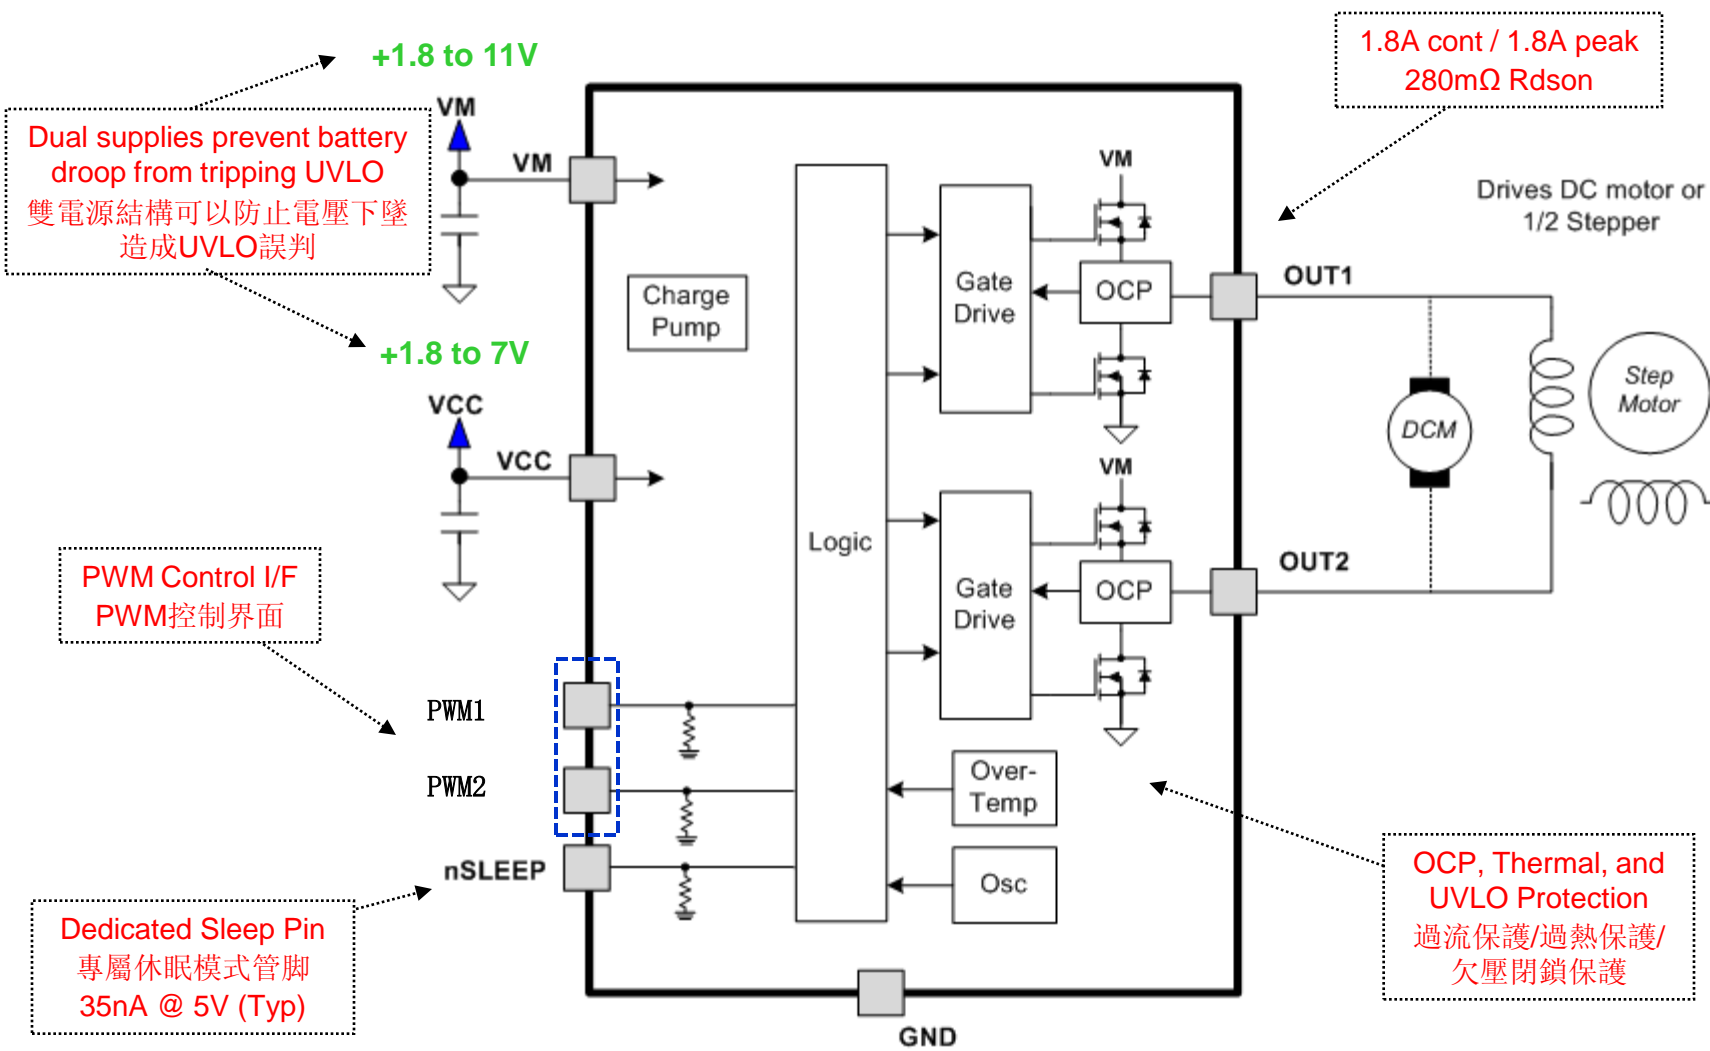 +1.8 to 11V
1.8A cont / 1.8A peak
280mΩ Rdson
VM
Dual supplies prevent battery
droop from tripping UVLO
雙電源結構可以防止電壓下墜
造成UVLO誤判
VM
VM
Drives DC motor or
1/2 Stepper
Charge
Pump
Gate
Drive
OCP
OUT1
+1.8 to 7V
VCC
VCC
Step
Motor
DCM
VM
Logic
Gate
Drive
OCP
OUT2
PWM Control I/F
PWM控制界面
PWM1
PWM2
nSLEEP
Over-
Temp
Osc
OCP, Thermal, and
UVLO Protection
過流保護/過熱保護/
欠壓閉鎖保護
Dedicated Sleep Pin
專屬休眠模式管脚
35nA @ 5V (Typ)
GND